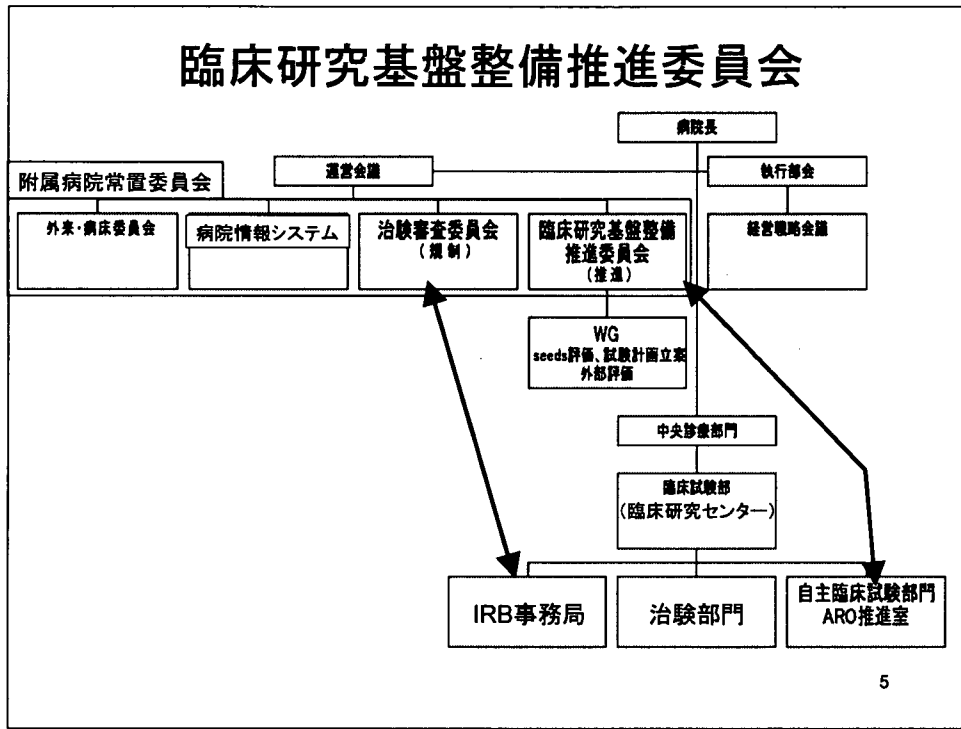 臨床研究基盤整備推進委員会
病院長
運営会議
執行部会
附属病院常置委員会
外来・病床委員会
病院情報システム
治験審査委員会
(規制)
臨床研究基盤整備
推進委員会
(推進)
経営戦略会議
WG
seeds評価、試験計画立案
外部評価
中央診療部門
臨床試験部
(臨床研究センター)
IRB事務局
治験部門
自主臨床試験部門
ARO推進室
5